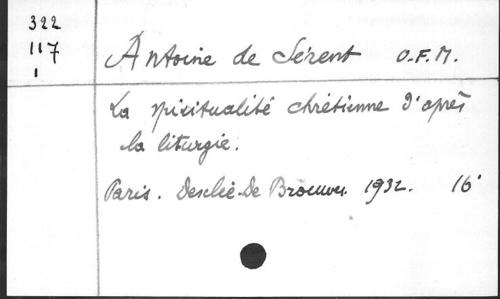 322
117
1
Antoine de Sérent O.F.M.
La spiritualité chrétienne d'après
la liturgie.
Paris. Desclée-De Brouwer. 1932. 16°